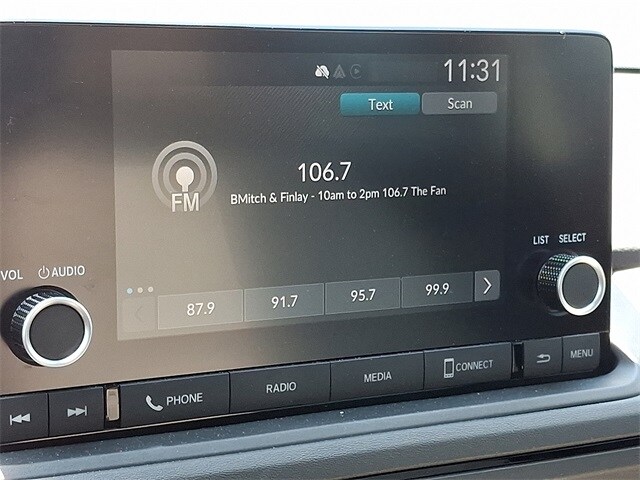 11:31
Text Scan
106.7
FM
BMitch & Finlay - 10am to 2pm 106.7 The Fan
LIST SELECT
VOL AUDIO
87.9 91.7 95.7 99.9
PHONE RADIO MEDIA CONNECT MENU